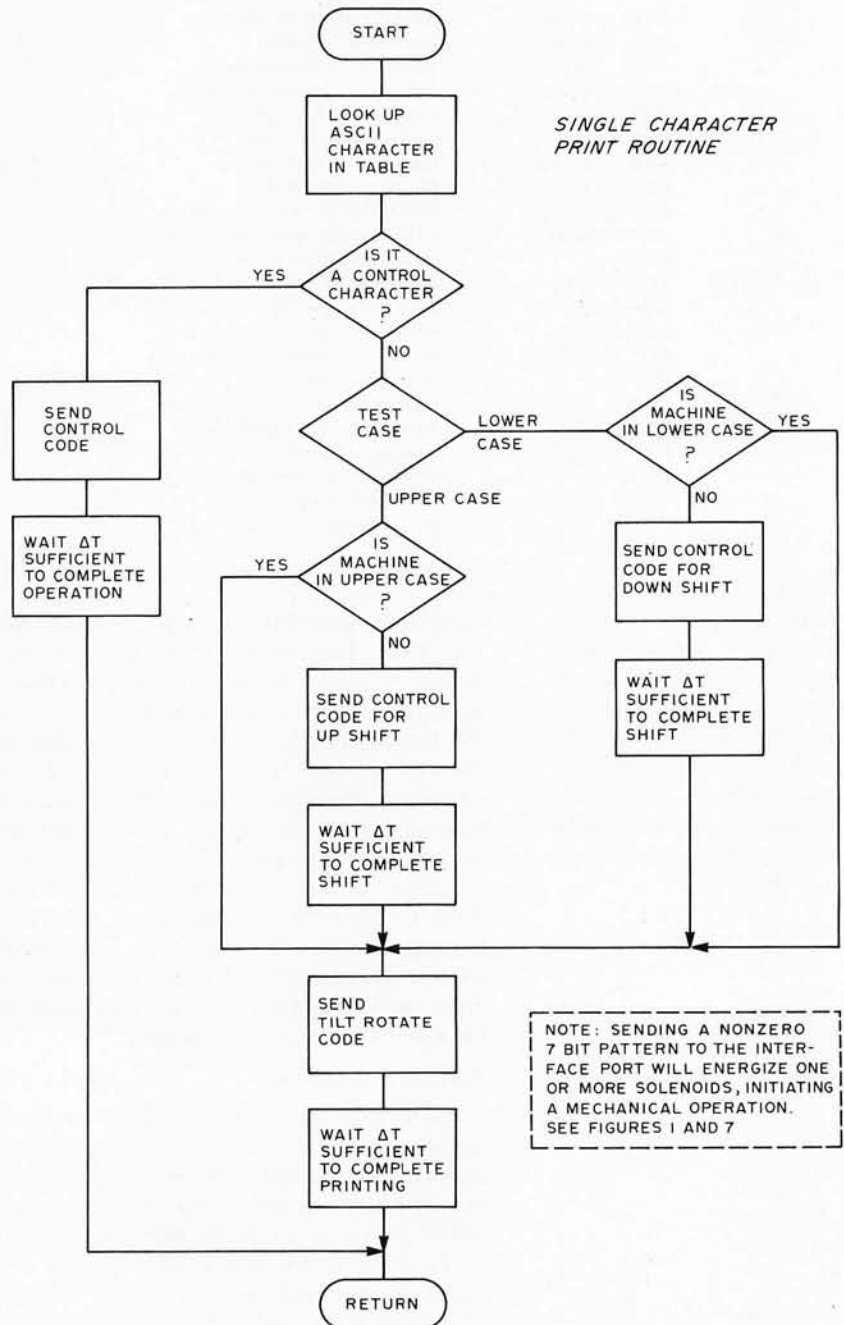 START
LOOK UP
ASCII
CHARACTER
IN TABLE
SINGLE CHARACTER
PRINT ROUTINE
IS IT
A CONTROL
CHARACTER
?
YES
NO
SEND
CONTROL
CODE
TEST
CASE
LOWER
CASE
IS
MACHINE
IN LOWER CASE
?
YES
UPPER CASE
NO
WAIT ΔT
SUFFICIENT
TO COMPLETE
OPERATION
YES
IS
MACHINE
IN UPPER CASE
?
SEND CONTROL
CODE FOR
DOWN SHIFT
NO
SEND CONTROL
CODE FOR
UP SHIFT
WAIT ΔT
SUFFICIENT
TO COMPLETE
SHIFT
WAIT ΔT
SUFFICIENT
TO COMPLETE
SHIFT
SEND
TILT ROTATE
CODE
NOTE: SENDING A NONZERO
7 BIT PATTERN TO THE INTER-
FACE PORT WILL ENERGIZE ONE
OR MORE SOLENOIDS, INITIATING
A MECHANICAL OPERATION.
SEE FIGURES 1 AND 7
WAIT ΔT
SUFFICIENT
TO COMPLETE
PRINTING
RETURN